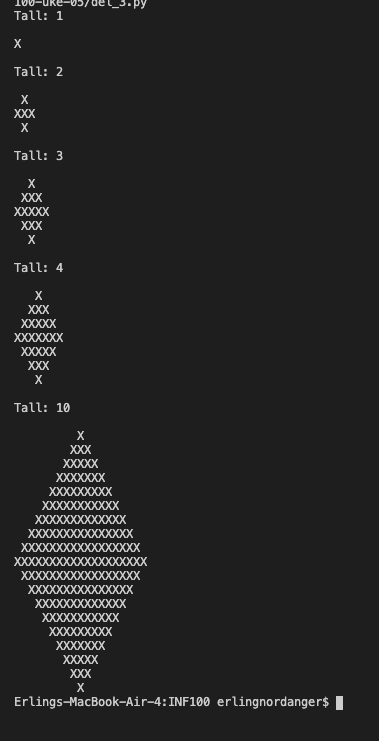 100-uke-05/del_3.py
Tall: 1
X
Tall: 2
 X
XXX
 X
Tall: 3
  X
 XXX
XXXXX
 XXX
  X
Tall: 4
   X
  XXX
 XXXXX
XXXXXXX
 XXXXX
  XXX
   X
Tall: 10
         X
        XXX
       XXXXX
      XXXXXXX
     XXXXXXXXX
    XXXXXXXXXXX
   XXXXXXXXXXXXX
  XXXXXXXXXXXXXXX
 XXXXXXXXXXXXXXXXX
XXXXXXXXXXXXXXXXXXX
 XXXXXXXXXXXXXXXXX
  XXXXXXXXXXXXXXX
   XXXXXXXXXXXXX
    XXXXXXXXXXX
     XXXXXXXXX
      XXXXXXX
       XXXXX
        XXX
         X
Erlings-MacBook-Air-4:INF100 erlingnordanger$